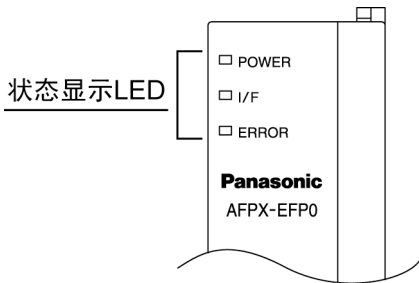 状态显示LED
POWER
I/F
ERROR
Panasonic
AFPX-EFP0